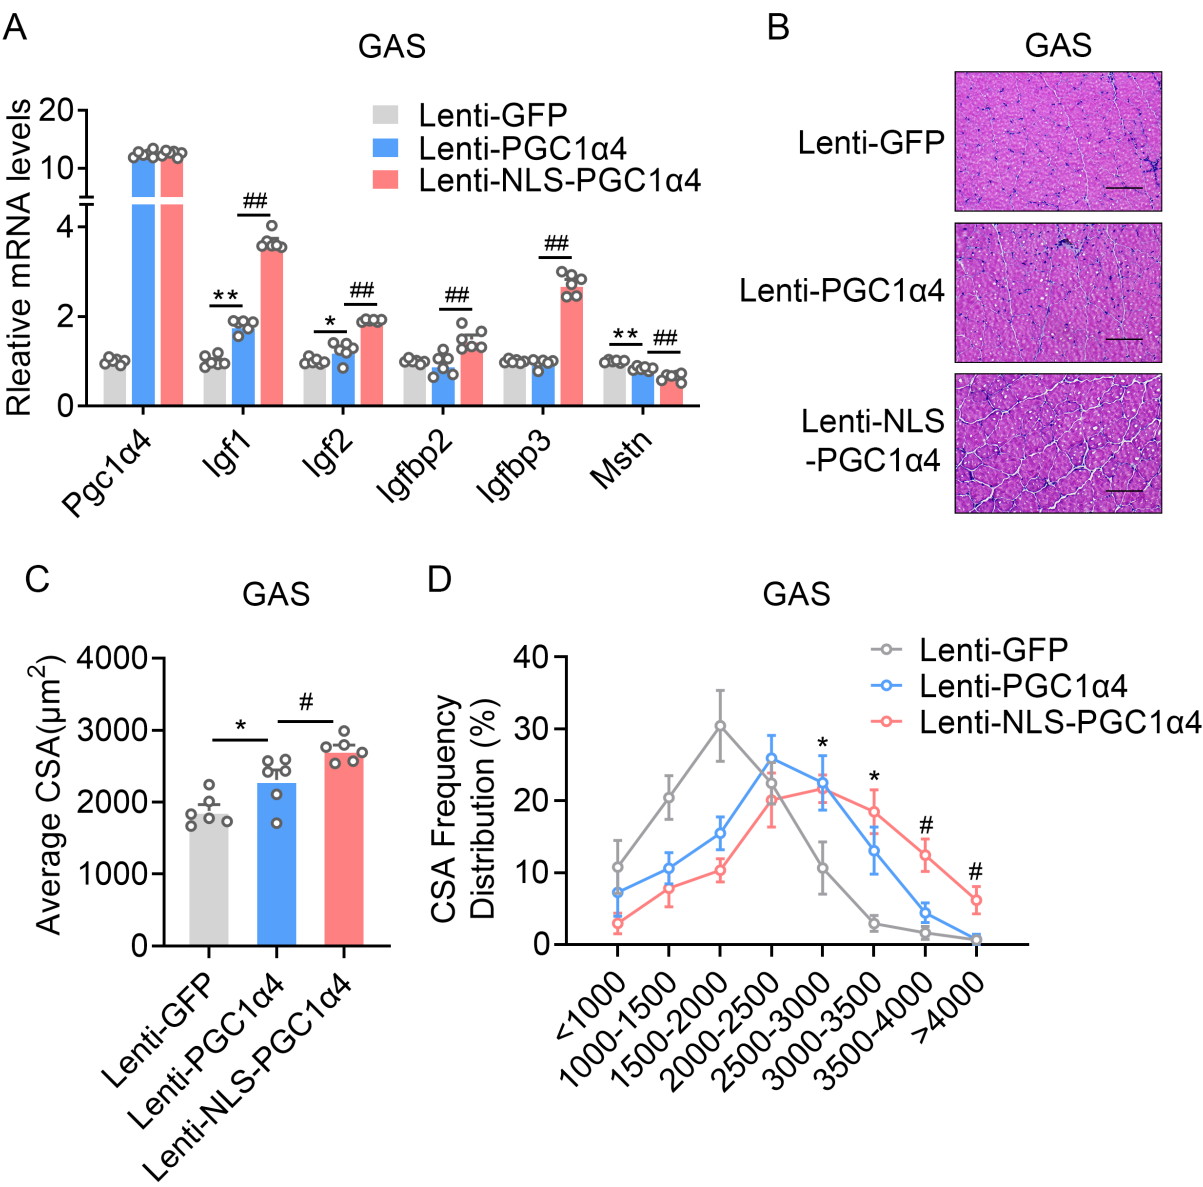 A
GAS
Rleative mRNA levels
20
10
4
2
0
Lenti-GFP
Lenti-PGC1α4
Lenti-NLS-PGC1α4
##
**
##
*
##
##
##
**
##
Pgc1α4
Igf1
Igf2
Igfbp2
Igfbp3
Mstn
B
GAS
Lenti-GFP
Lenti-PGC1α4
Lenti-NLS
-PGC1α4
C
GAS
Average CSA(μm²)
4000
3000
2000
1000
0
*
#
Lenti-GFP
Lenti-PGC1α4
Lenti-NLS-PGC1α4
D
GAS
CSA Frequency
Distribution (%)
40
30
20
10
0
Lenti-GFP
Lenti-PGC1α4
Lenti-NLS-PGC1α4
*
*
#
#
<1000
1000-1500
1500-2000
2000-2500
2500-3000
3000-3500
3500-4000
>4000